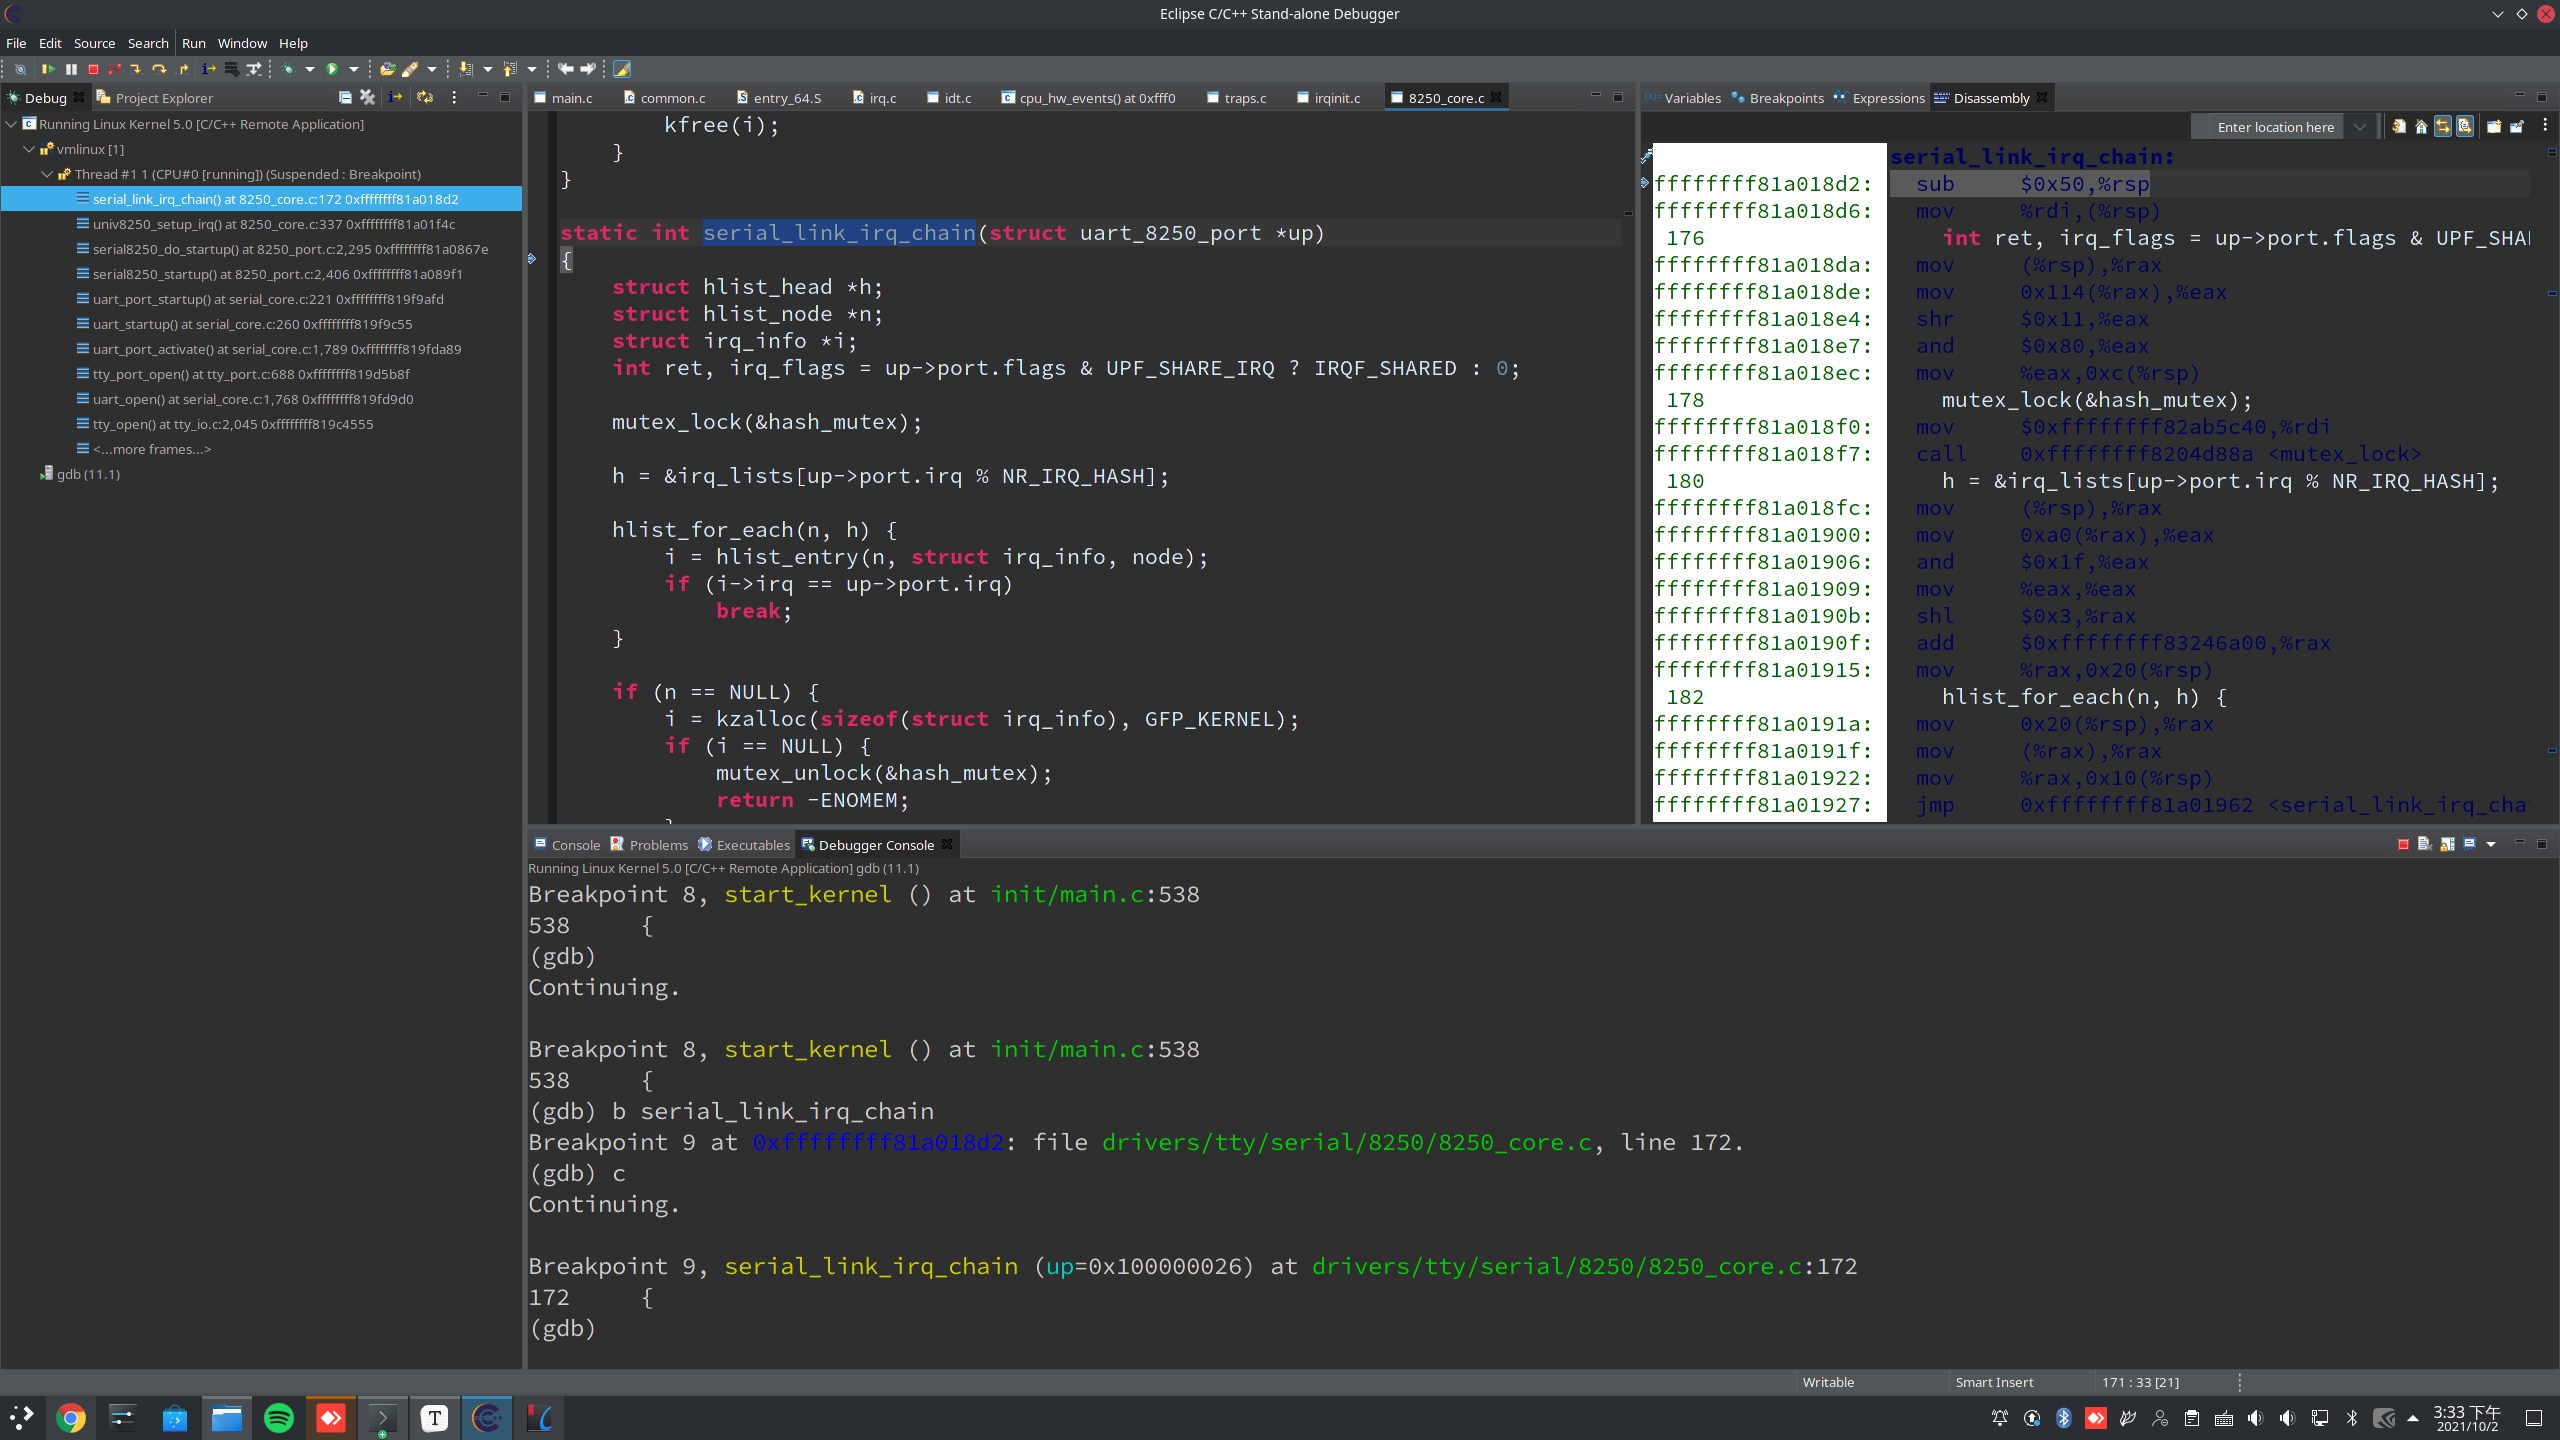 Eclipse C/C++ Stand-alone Debugger
File Edit Source Search Run Window Help
Debug Project Explorer
Running Linux Kernel 5.0 [C/C++ Remote Application]
vmlinux [1]
Thread #1 1 (CPU#0 [running]) (Suspended : Breakpoint)
serial_link_irq_chain() at 8250_core.c:172 0xffffffff81a018d2
univ8250_setup_irq() at 8250_core.c:337 0xffffffff81a01f4c
serial8250_do_startup() at 8250_port.c:2,295 0xffffffff81a0867e
serial8250_startup() at 8250_port.c:2,406 0xffffffff81a089f1
uart_port_startup() at serial_core.c:221 0xffffffff819f9afd
uart_startup() at serial_core.c:260 0xffffffff819f9c55
uart_port_activate() at serial_core.c:1,789 0xffffffff819fda89
tty_port_open() at tty_port.c:688 0xffffffff819d5b8f
uart_open() at serial_core.c:1,768 0xffffffff819fd9d0
tty_open() at tty_io.c:2,045 0xffffffff819c4555
<...more frames...>
gdb (11.1)
main.c common.c entry_64.S irq.c idt.c cpu_hw_events() at 0xfff0 traps.c irqinit.c 8250_core.c
kfree(i);
}
}
static int serial_link_irq_chain(struct uart_8250_port *up)
{
struct hlist_head *h;
struct hlist_node *n;
struct irq_info *i;
int ret, irq_flags = up->port.flags & UPF_SHARE_IRQ ? IRQF_SHARED : 0;
mutex_lock(&hash_mutex);
h = &irq_lists[up->port.irq % NR_IRQ_HASH];
hlist_for_each(n, h) {
i = hlist_entry(n, struct irq_info, node);
if (i->irq == up->port.irq)
break;
}
if (n == NULL) {
i = kzalloc(sizeof(struct irq_info), GFP_KERNEL);
if (i == NULL) {
mutex_unlock(&hash_mutex);
return -ENOMEM;
}
Variables Breakpoints Expressions Disassembly
Enter location here
serial_link_irq_chain:
ffffffff81a018d2: sub $0x50,%rsp
ffffffff81a018d6: mov %rdi,(%rsp)
176 int ret, irq_flags = up->port.flags & UPF_SHA
ffffffff81a018da: mov (%rsp),%rax
ffffffff81a018de: mov 0x114(%rax),%eax
ffffffff81a018e4: shr $0x11,%eax
ffffffff81a018e7: and $0x80,%eax
ffffffff81a018ec: mov %eax,0xc(%rsp)
178 mutex_lock(&hash_mutex);
ffffffff81a018f0: mov $0xffffffff82ab5c40,%rdi
ffffffff81a018f7: call 0xffffffff8204d88a <mutex_lock>
180 h = &irq_lists[up->port.irq % NR_IRQ_HASH];
ffffffff81a018fc: mov (%rsp),%rax
ffffffff81a01900: mov 0xa0(%rax),%eax
ffffffff81a01906: and $0x1f,%eax
ffffffff81a01909: mov %eax,%eax
ffffffff81a0190b: shl $0x3,%rax
ffffffff81a0190f: add $0xffffffff83246a00,%rax
ffffffff81a01915: mov %rax,0x20(%rsp)
182 hlist_for_each(n, h) {
ffffffff81a0191a: mov 0x20(%rsp),%rax
ffffffff81a0191f: mov (%rax),%rax
ffffffff81a01922: mov %rax,0x10(%rsp)
ffffffff81a01927: jmp 0xffffffff81a01962 <serial_link_irq_cha
Console Problems Executables Debugger Console
Running Linux Kernel 5.0 [C/C++ Remote Application] gdb (11.1)
Breakpoint 8, start_kernel () at init/main.c:538
538 {
(gdb)
Continuing.
Breakpoint 8, start_kernel () at init/main.c:538
538 {
(gdb) b serial_link_irq_chain
Breakpoint 9 at 0xffffffff81a018d2: file drivers/tty/serial/8250/8250_core.c, line 172.
(gdb) c
Continuing.
Breakpoint 9, serial_link_irq_chain (up=0x100000026) at drivers/tty/serial/8250/8250_core.c:172
172 {
(gdb)
Writable Smart Insert 171 : 33 [21]
3:33 下午
2021/10/2